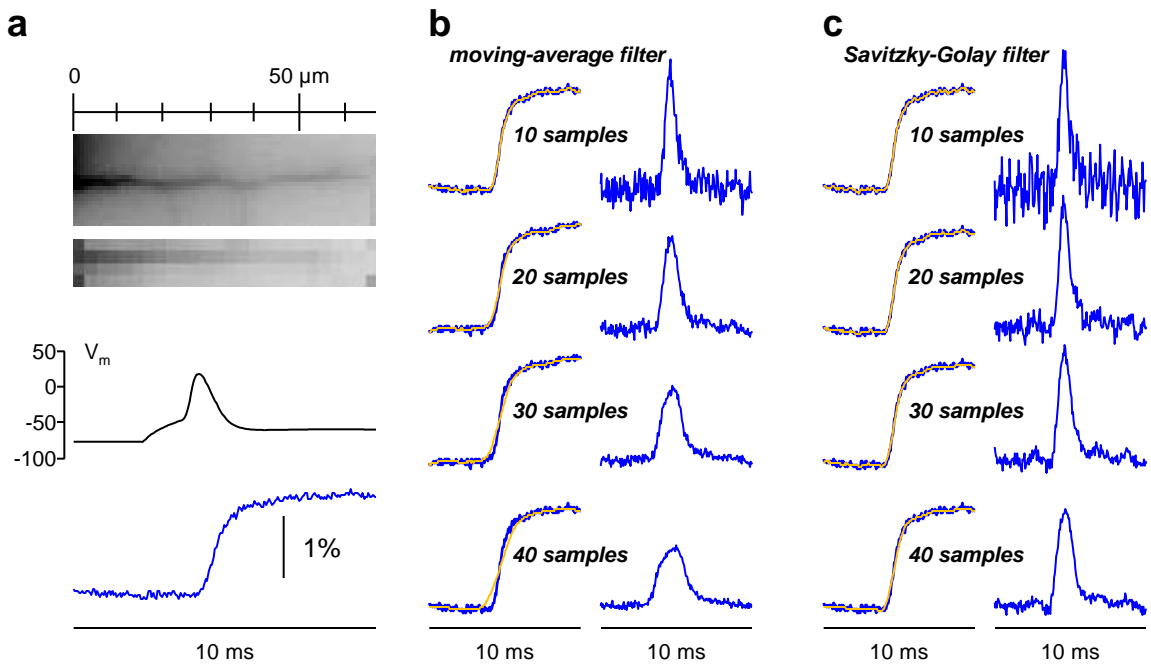 a
0 50 µm
Vm
50
0
-50
-100
1%
10 ms
b
moving-average filter
10 samples
20 samples
30 samples
40 samples
10 ms 10 ms
c
Savitzky-Golay filter
10 samples
20 samples
30 samples
40 samples
10 ms 10 ms